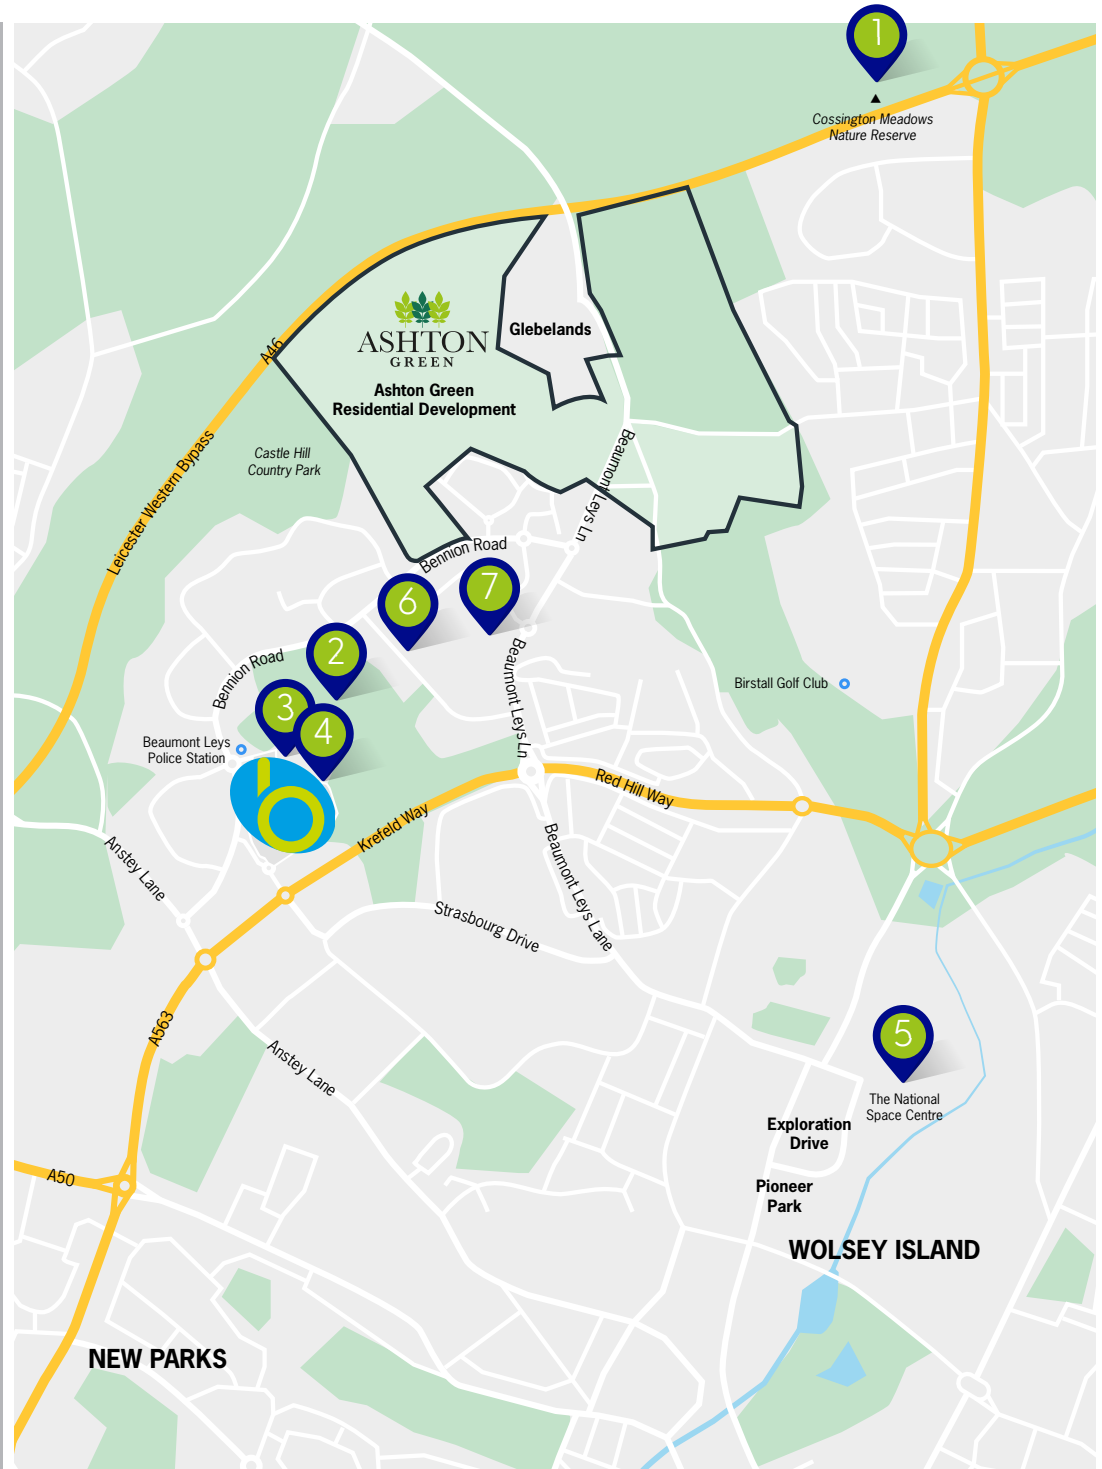 1
Cossington Meadows
Nature Reserve
ASHTON
GREEN
Glebelands
Ashton Green
Residential Development
A46
Castle Hill
Country Park
Leicester Western Bypass
Beaumont Leys Ln
Bennion Road
7
6
2
Bennion Road
3
4
Beaumont Leys Ln
Birstall Golf Club
Beaumont Leys
Police Station
b
Red Hill Way
Krefeld Way
Anstey Lane
Beaumont Leys Lane
Strasbourg Drive
A563
Anstey Lane
5
The National
Space Centre
Exploration
Drive
A50
Pioneer
Park
WOLSEY ISLAND
NEW PARKS